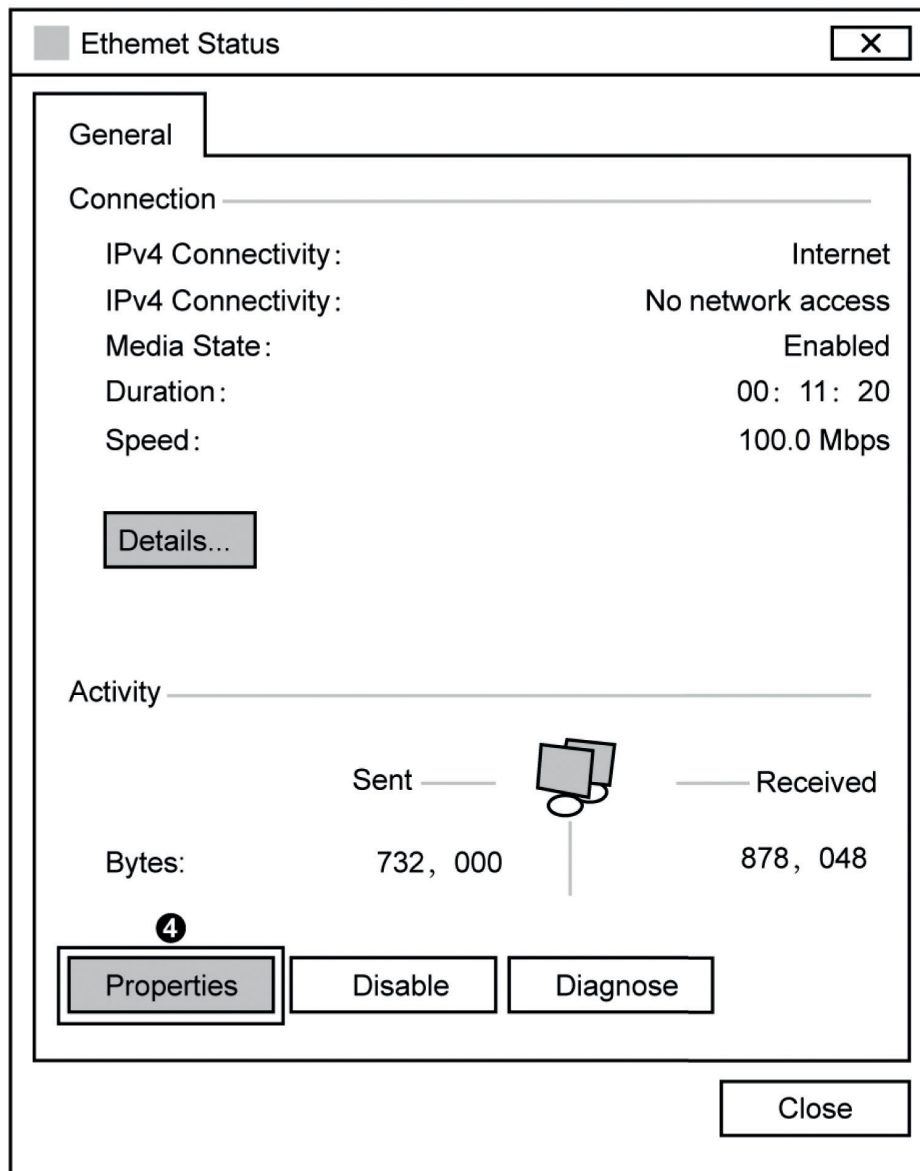 Ethemet Status
General
Connection
IPv4 Connectivity: Internet
IPv4 Connectivity: No network access
Media State: Enabled
Duration: 00: 11: 20
Speed: 100.0 Mbps
Details...
Activity
Sent Received
Bytes: 732, 000 878, 048
❹
Properties Disable Diagnose
Close